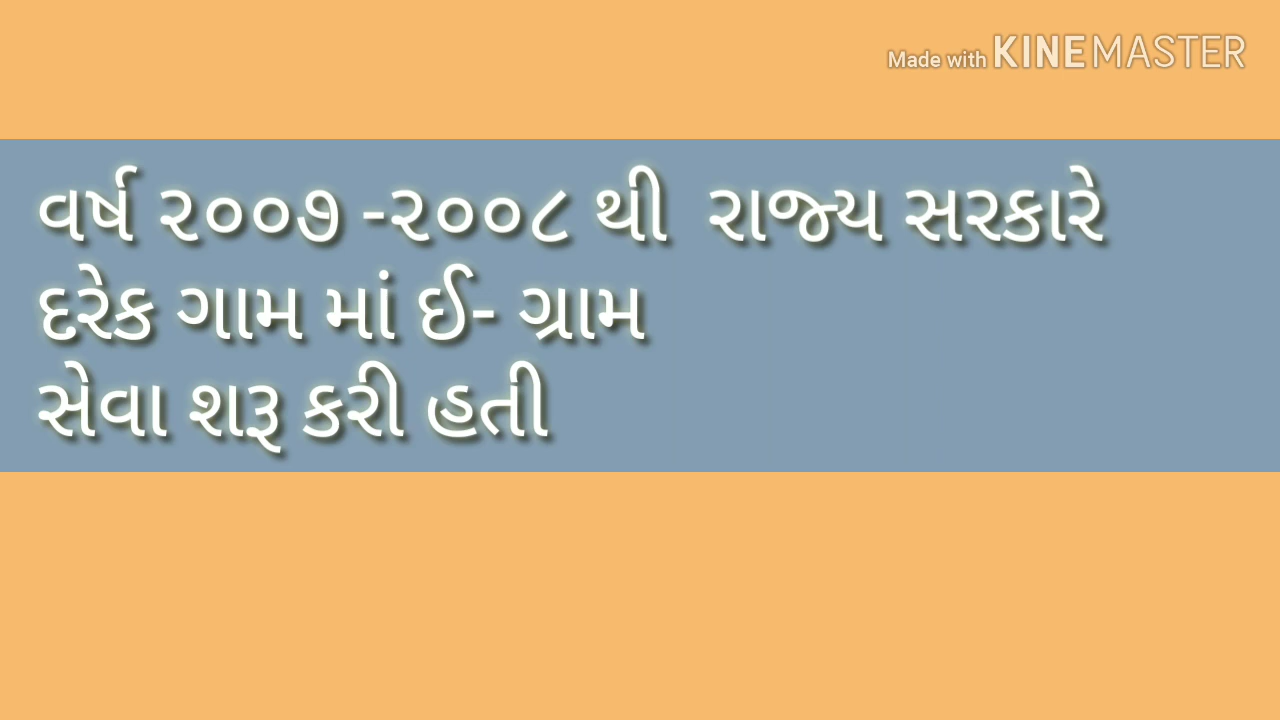 Made with KINEMASTER
વર્ષ ૨૦૦૭ -૨૦૦૮ થી રાજ્ય સરકારે
દરેક ગામ માં ઈ- ગ્રામ
સેવા શરૂ કરી હતી